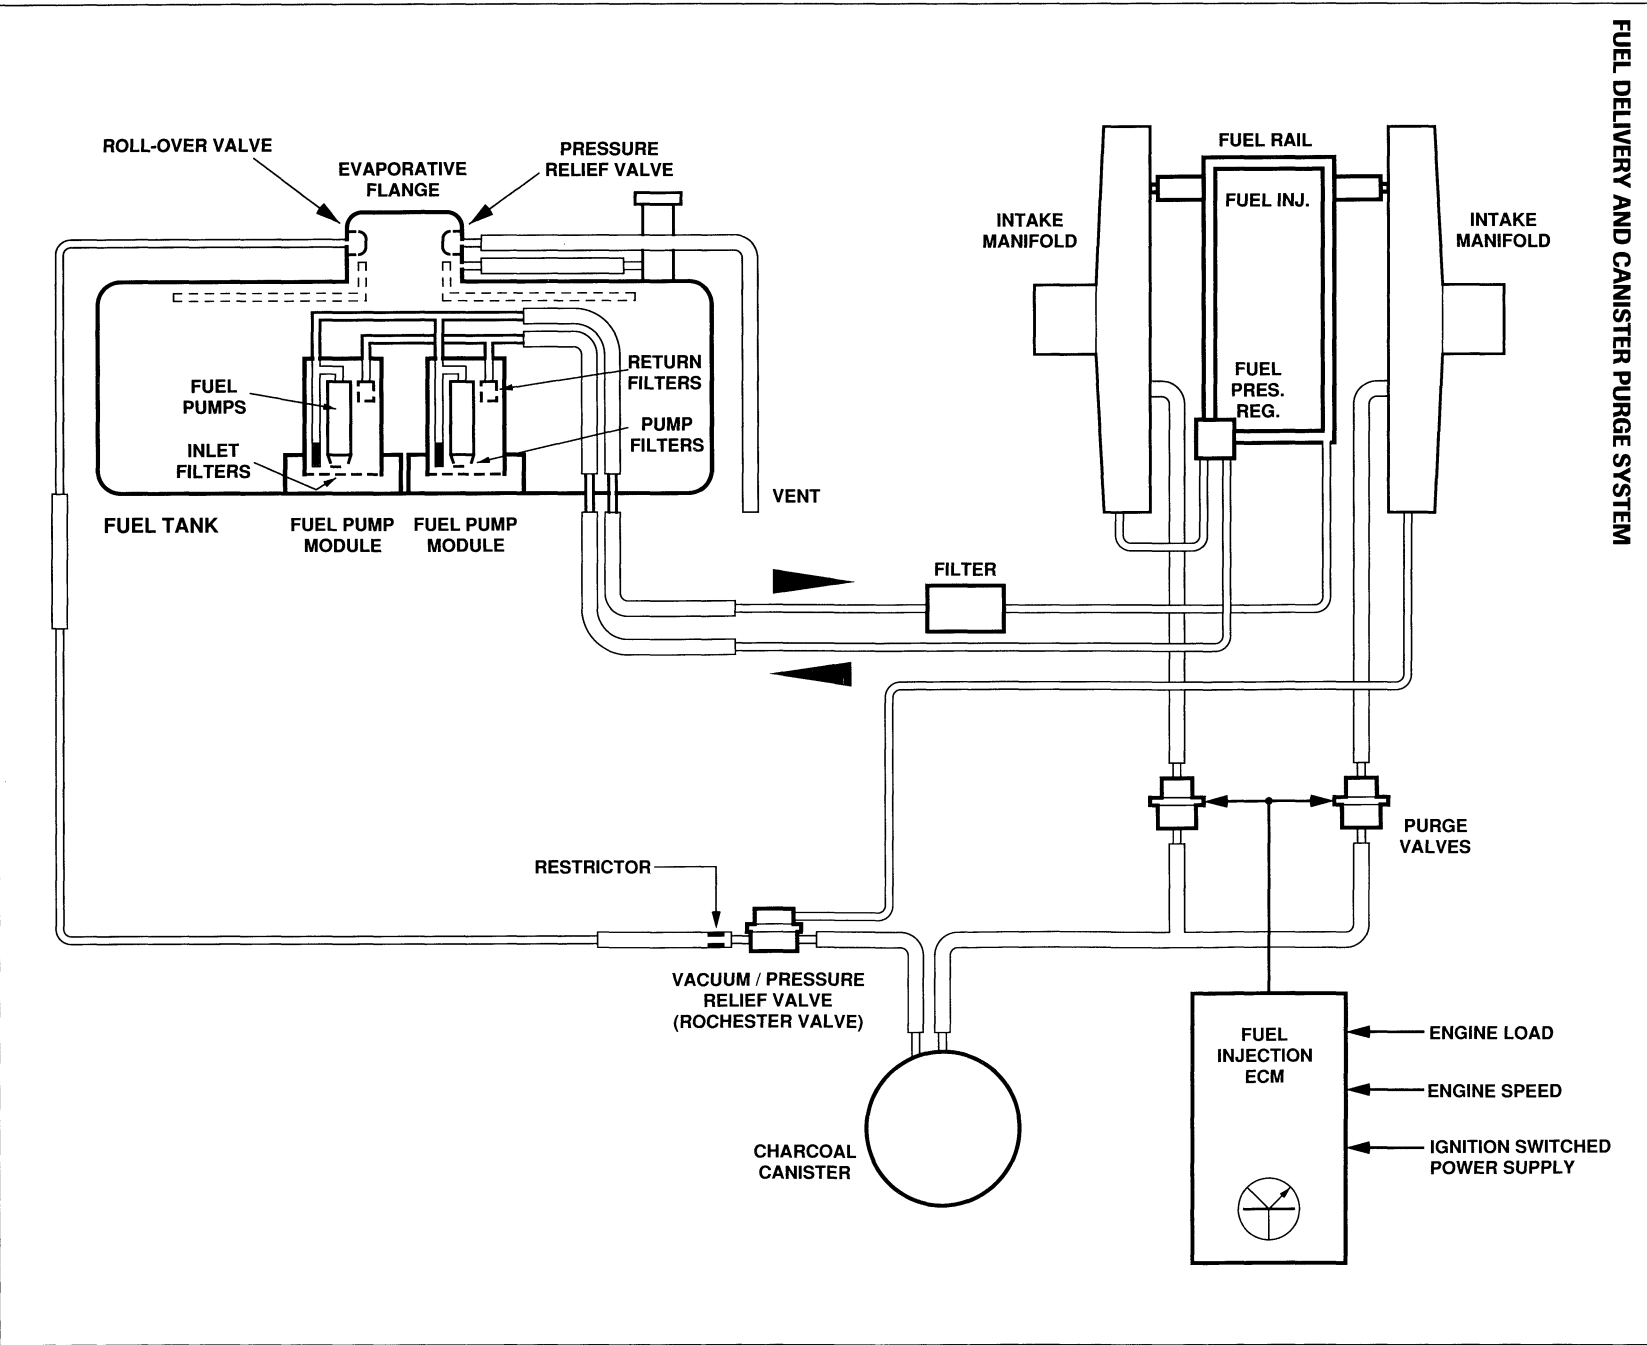 FUEL DELIVERY AND CANISTER PURGE SYSTEM
ROLL-OVER VALVE
EVAPORATIVE
FLANGE
PRESSURE
RELIEF VALVE
FUEL RAIL
FUEL INJ.
INTAKE
MANIFOLD
INTAKE
MANIFOLD
FUEL
PRES.
REG.
FUEL
PUMPS
INLET
FILTERS
RETURN
FILTERS
PUMP
FILTERS
VENT
FUEL TANK
FUEL PUMP
MODULE
FUEL PUMP
MODULE
FILTER
PURGE
VALVES
RESTRICTOR
VACUUM / PRESSURE
RELIEF VALVE
(ROCHESTER VALVE)
CHARCOAL
CANISTER
FUEL
INJECTION
ECM
ENGINE LOAD
ENGINE SPEED
IGNITION SWITCHED
POWER SUPPLY